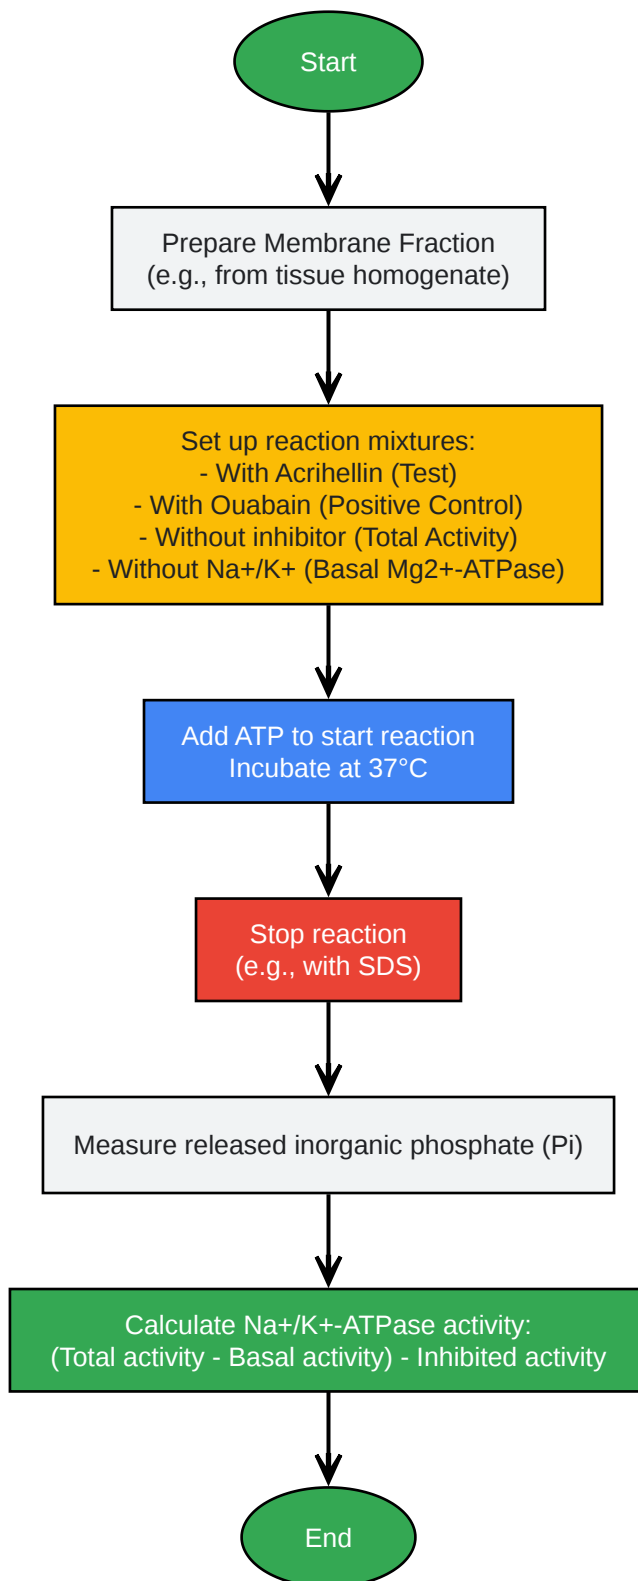 Start
Prepare Membrane Fraction
(e.g., from tissue homogenate)
Set up reaction mixtures:
- With Acrihellin (Test)
- With Ouabain (Positive Control)
- Without inhibitor (Total Activity)
- Without Na+/K+ (Basal Mg2+-ATPase)
Add ATP to start reaction
Incubate at 37°C
Stop reaction
(e.g., with SDS)
Measure released inorganic phosphate (Pi)
Calculate Na+/K+-ATPase activity:
(Total activity - Basal activity) - Inhibited activity
End